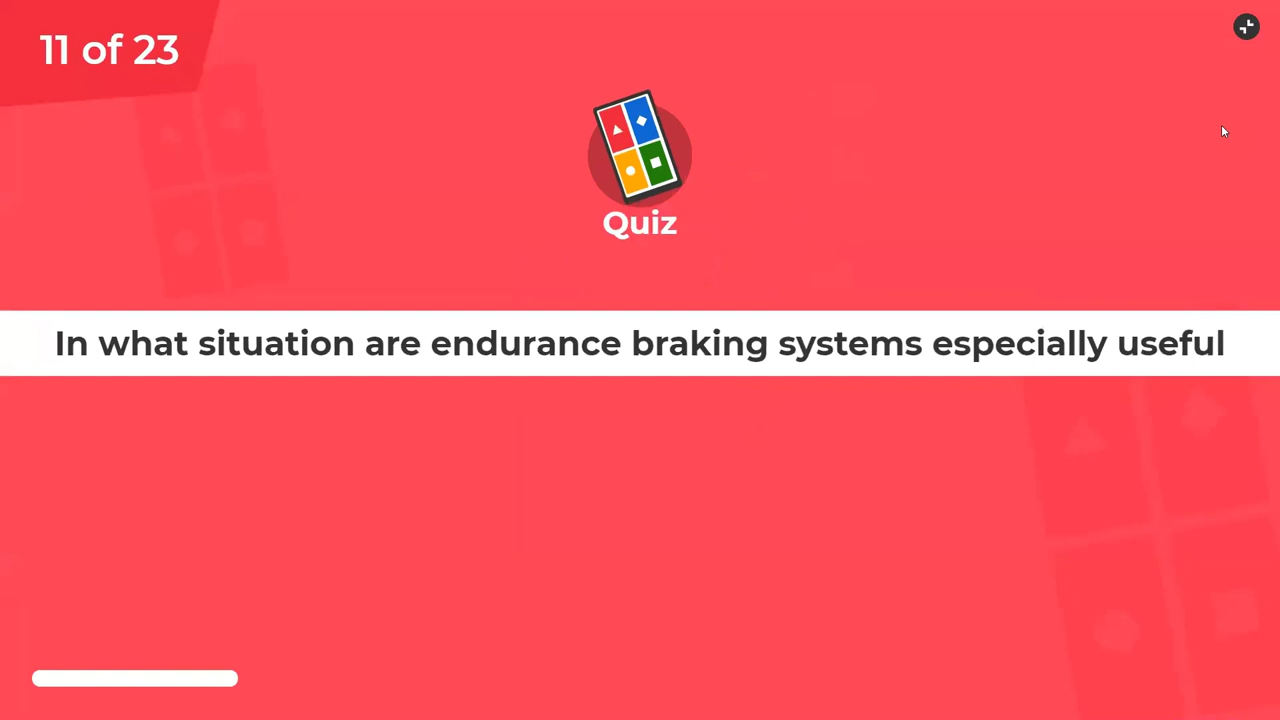 11 of 23
Quiz
In what situation are endurance braking systems especially useful